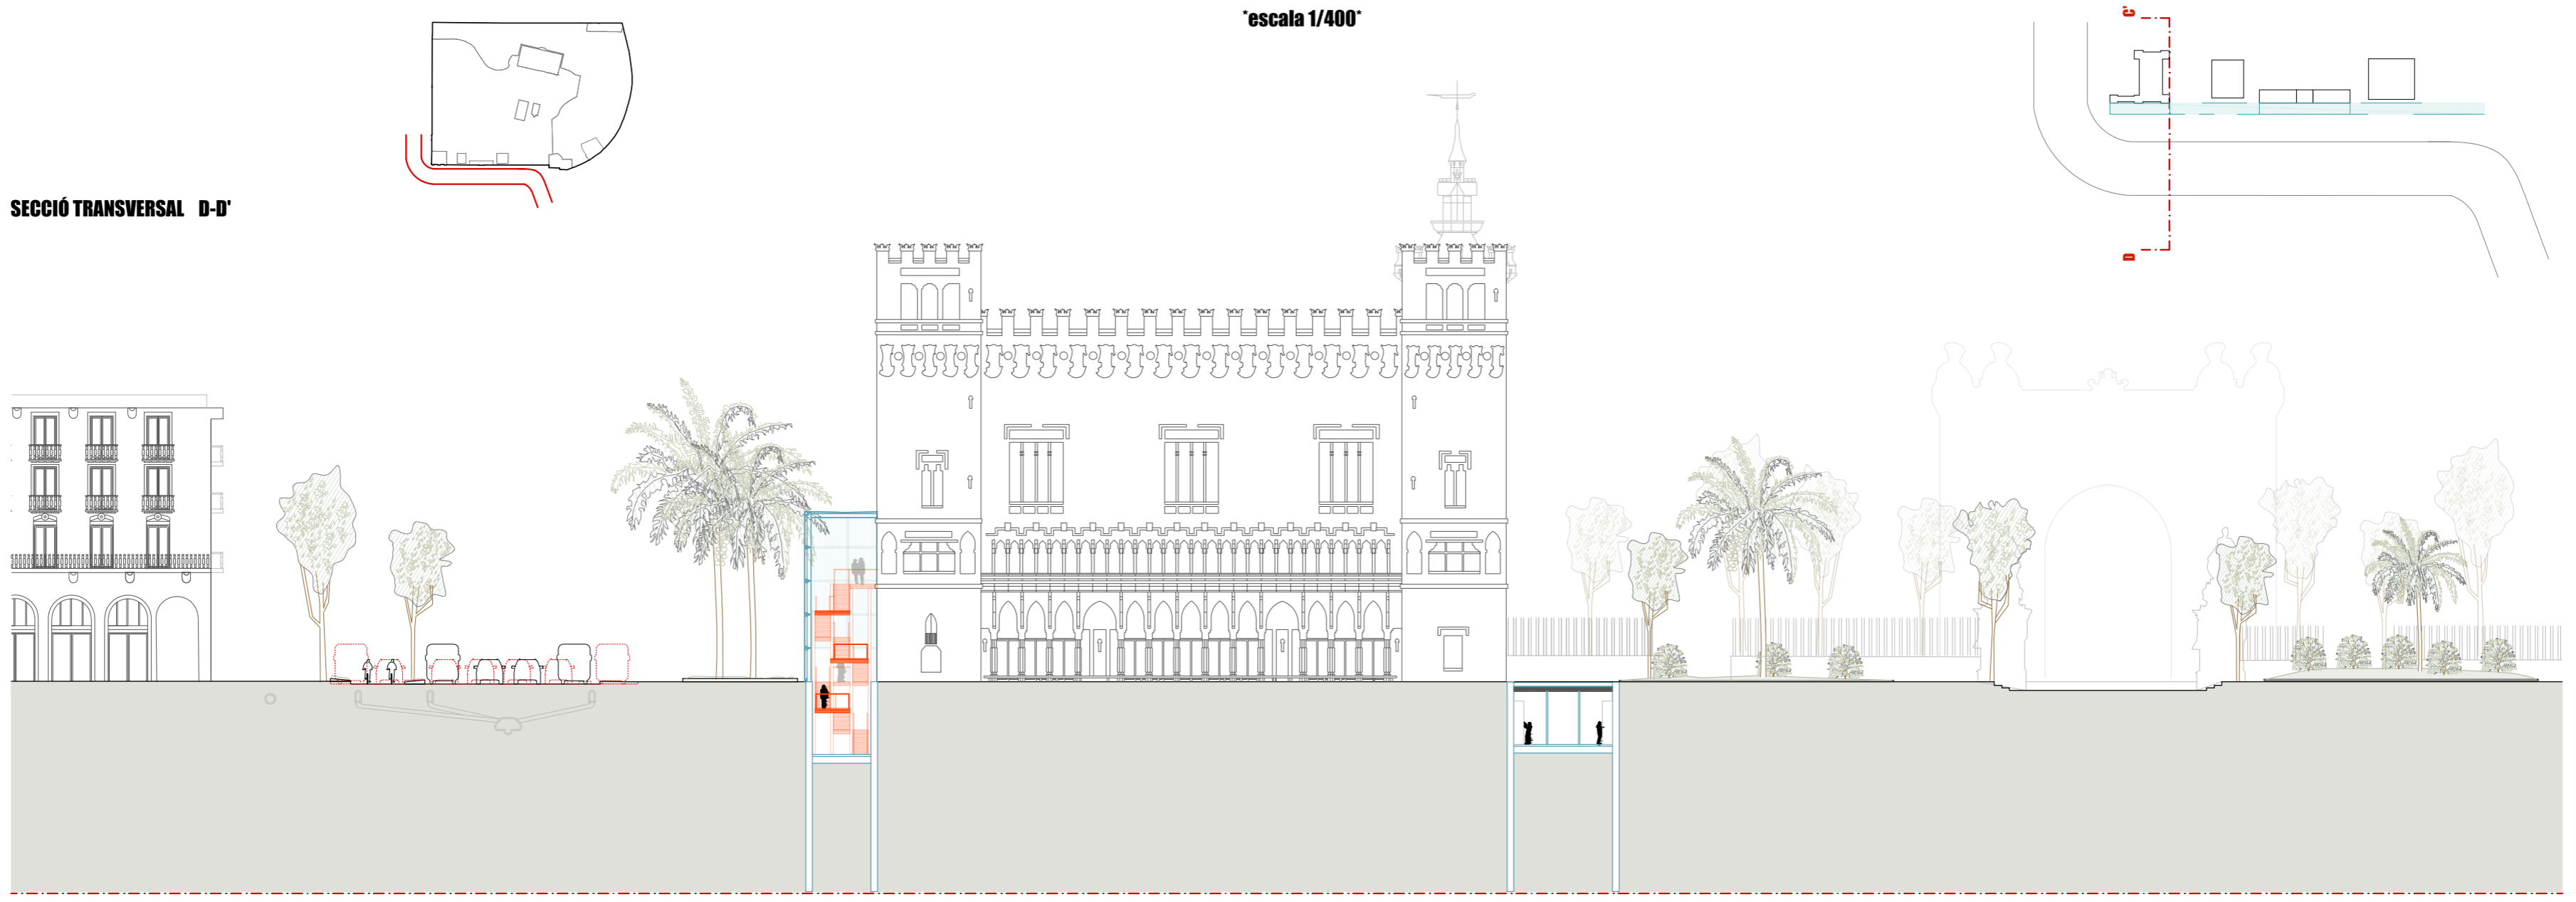 *escala 1/400*
C'
SECCIÓ TRANSVERSAL D-D'
D